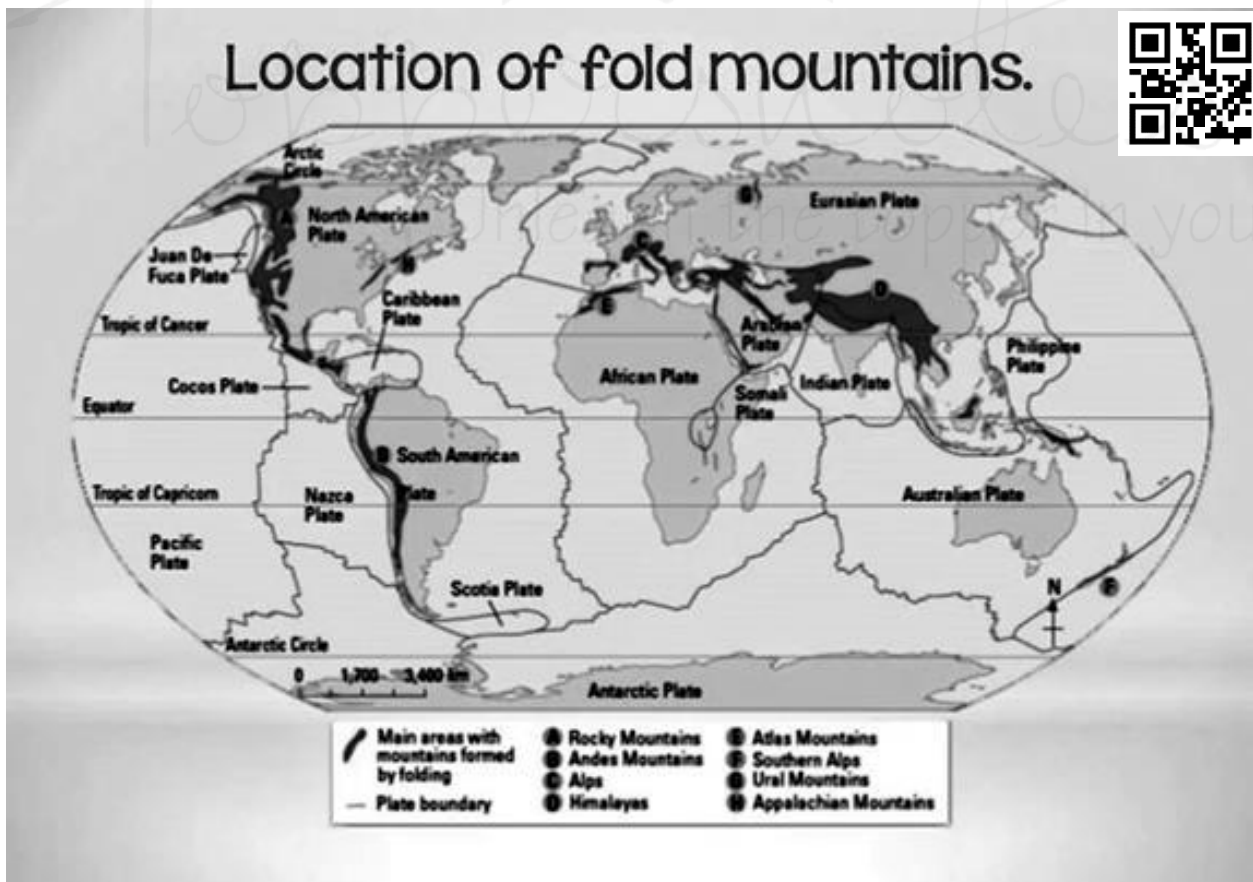 Location of fold mountains.
Arctic
Circle
North American
Plate
Eurasian Plate
Juan De
Fuca Plate
Caribbean
Plate
Tropic of Cancer
Arabian
Plate
Philippine
Plate
Cocos Plate
African Plate
Indian Plate
Somali
Plate
Equator
South American
Plate
Tropic of Capricorn
Nazca
Plate
Australian Plate
Pacific
Plate
Scotia Plate
N
Antarctic Circle
0 1,700 3,400 km
Antarctic Plate
A
B
C
D
E
F
G
H
Main areas with
mountains formed
by folding
Plate boundary
A Rocky Mountains
B Andes Mountains
C Alps
D Himalayas
E Atlas Mountains
F Southern Alps
G Ural Mountains
H Appalachian Mountains
the topper in you